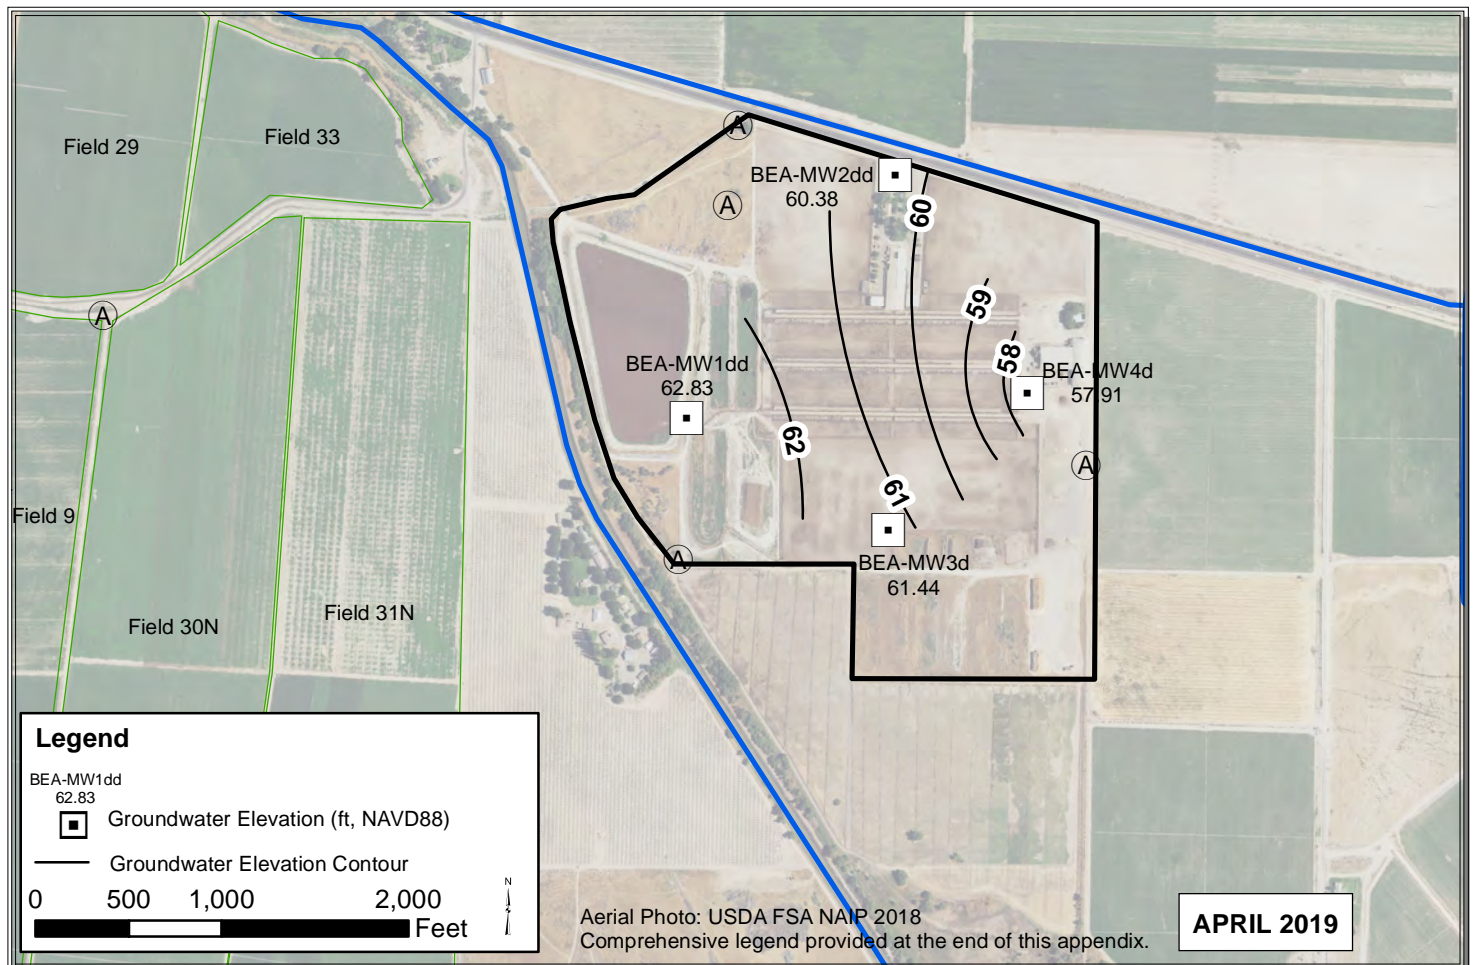 A
Field 29
Field 33
BEA-MW2dd
60.38
A
60
A
59
58
BEA-MW1dd
62.83
BEA-MW4d
57.91
62
A
61
Field 9
A
BEA-MW3d
61.44
Field 30N
Field 31N
Legend
BEA-MW1dd
62.83
Groundwater Elevation (ft, NAVD88)
Groundwater Elevation Contour
0 500 1,000 2,000
Feet
N
Aerial Photo: USDA FSA NAIP 2018
Comprehensive legend provided at the end of this appendix.
APRIL 2019